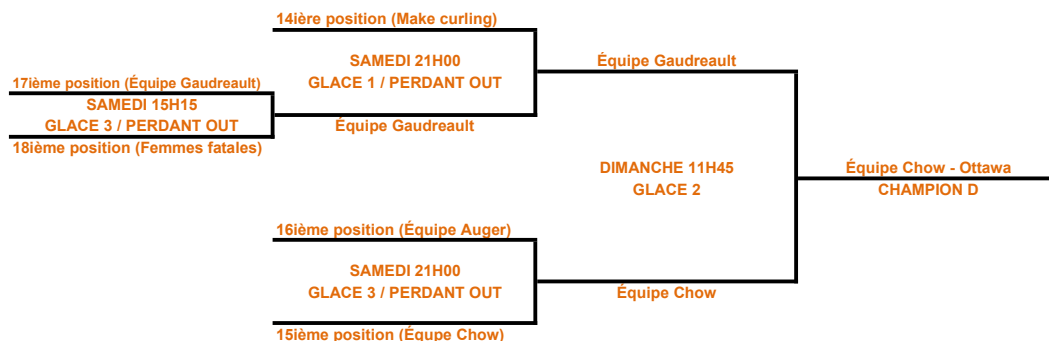 14ière position (Make curling)
SAMEDI 21H00
GLACE 1 / PERDANT OUT
Équipe Gaudreault
17ième position (Équipe Gaudreault)
SAMEDI 15H15
GLACE 3 / PERDANT OUT
18ième position (Femmes fatales)
Équipe Gaudreault
DIMANCHE 11H45
GLACE 2
Équipe Chow - Ottawa
CHAMPION D
16ième position (Équipe Auger)
SAMEDI 21H00
GLACE 3 / PERDANT OUT
Équipe Chow
15ième position (Équpe Chow)